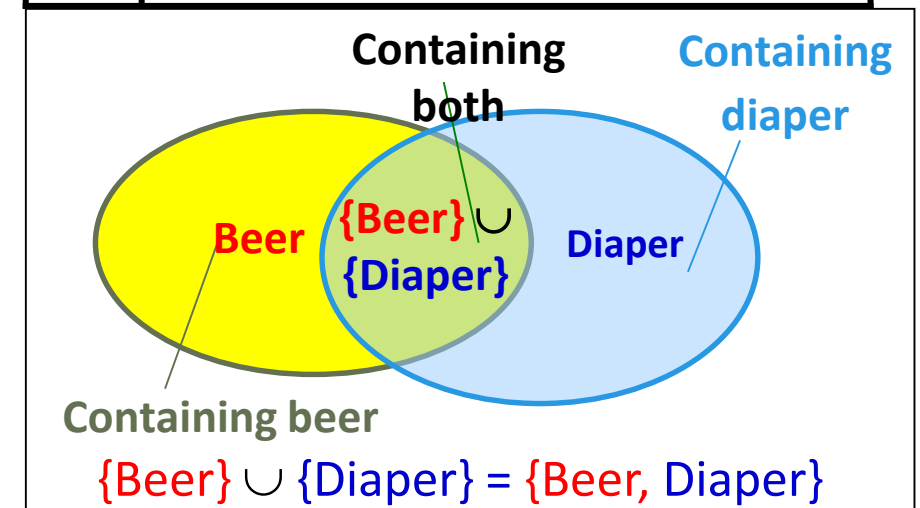 Containing
both
Containing
diaper
Beer
{Beer} ∪
{Diaper}
Diaper
Containing beer
{Beer} ∪ {Diaper} = {Beer, Diaper}